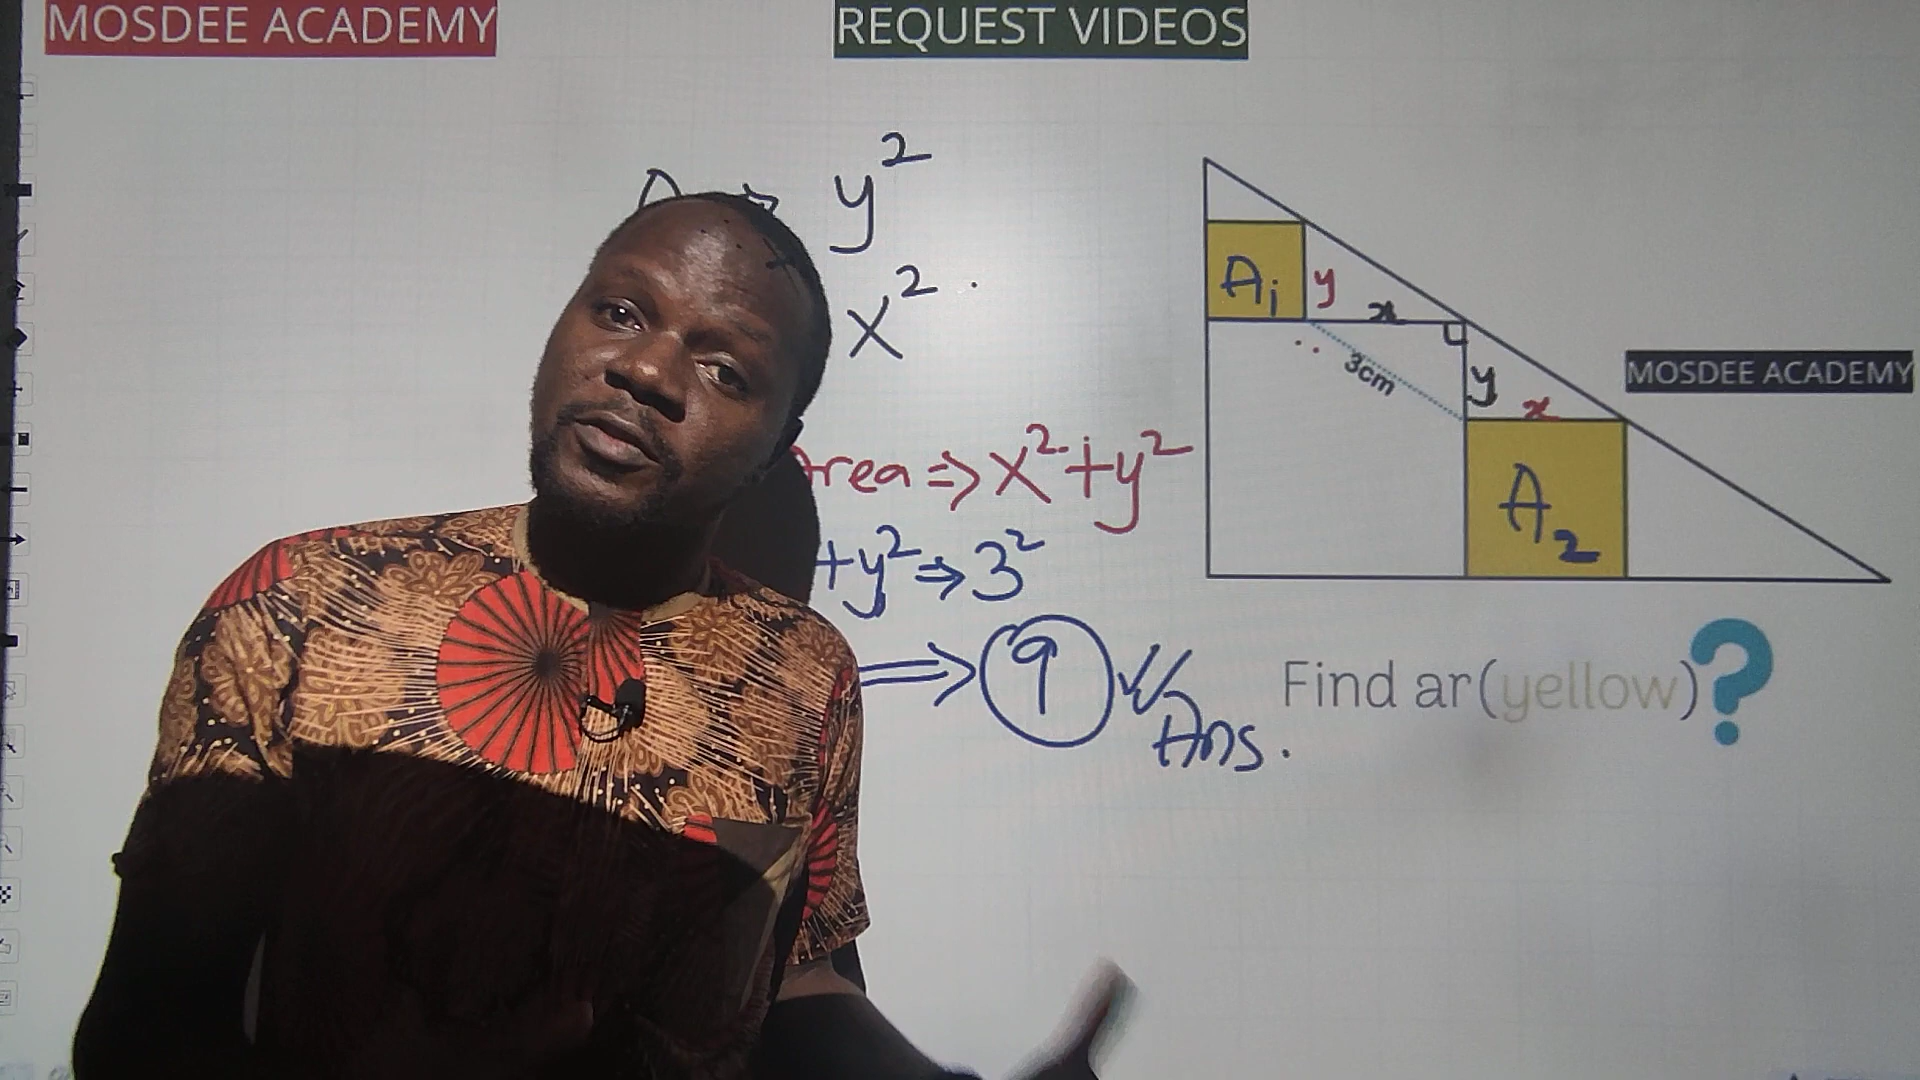 MOSDEE ACADEMY
REQUEST VIDEOS
y²
x²
Area => x² + y²
+y² => 3²
=> 9
Ans.
A₁
y
x
3cm
y
x
A₂
MOSDEE ACADEMY
Find ar(yellow)?